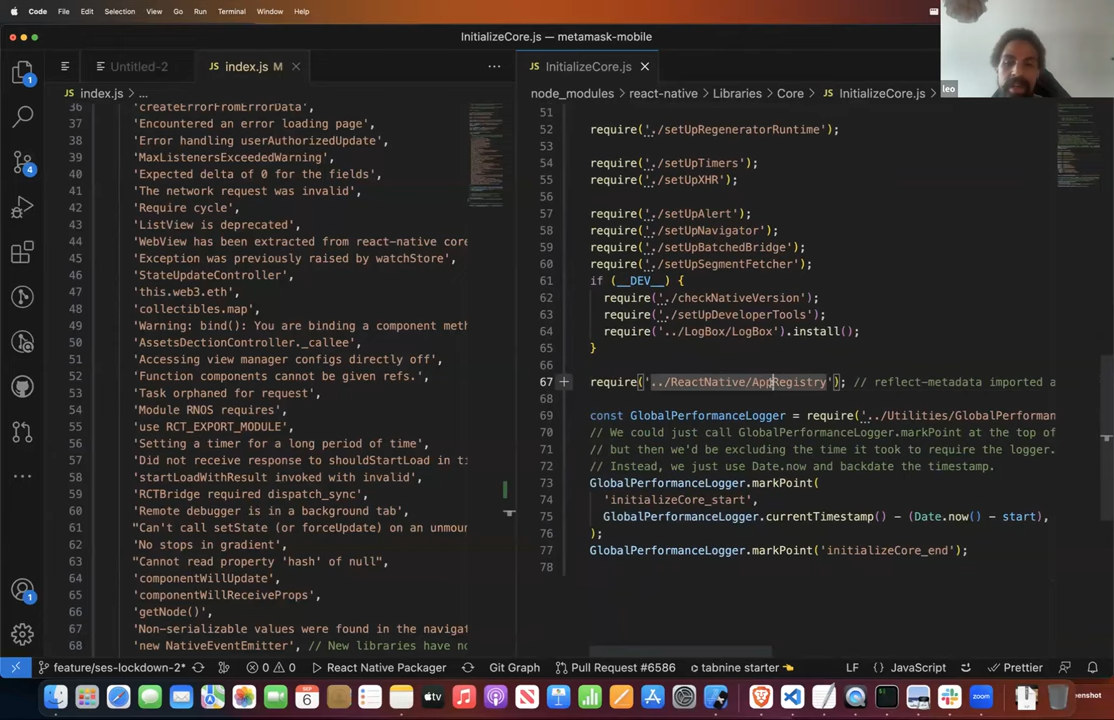 Code File Edit Selection View Go Run Terminal Window Help
InitializeCore.js — metamask-mobile
Untitled-2 index.js M
index.js > ...
36 'createErrorFromErrorData',
37 'Encountered an error loading page',
38 'Error handling userAuthorizedUpdate',
39 'MaxListenersExceededWarning',
40 'Expected delta of 0 for the fields',
41 'The network request was invalid',
42 'Require cycle',
43 'ListView is deprecated',
44 'WebView has been extracted from react-native core
45 'Exception was previously raised by watchStore',
46 'StateUpdateController',
47 'this.web3.eth',
48 'collectibles.map',
49 'Warning: bind(): You are binding a component meth
50 'AssetsDectionController._callee',
51 'Accessing view manager configs directly off',
52 'Function components cannot be given refs.',
53 'Task orphaned for request',
54 'Module RNOS requires',
55 'use RCT_EXPORT_MODULE',
56 'Setting a timer for a long period of time',
57 'Did not receive response to shouldStartLoad in ti
58 'startLoadWithResult invoked with invalid',
59 'RCTBridge required dispatch_sync',
60 'Remote debugger is in a background tab',
61 "Can't call setState (or forceUpdate) on an unmoun
62 'No stops in gradient',
63 "Cannot read property 'hash' of null",
64 'componentWillUpdate',
65 'componentWillReceiveProps',
66 'getNode()',
67 'Non-serializable values were found in the navigat
68 'new NativeEventEmitter', // New libraries have no
InitializeCore.js
node_modules > react-native > Libraries > Core > JS InitializeCore.js >
51
52 require('./setUpRegeneratorRuntime');
53
54 require('./setUpTimers');
55 require('./setUpXHR');
56
57 require('./setUpAlert');
58 require('./setUpNavigator');
59 require('./setUpBatchedBridge');
60 require('./setUpSegmentFetcher');
61 if (__DEV__) {
62 require('./checkNativeVersion');
63 require('./setUpDeveloperTools');
64 require('../LogBox/LogBox').install();
65 }
66
67 require('../ReactNative/AppRegistry'); // reflect-metadata imported a
68
69 const GlobalPerformanceLogger = require('../Utilities/GlobalPerforman
70 // We could just call GlobalPerformanceLogger.markPoint at the top of
71 // but then we'd be excluding the time it took to require the logger.
72 // Instead, we just use Date.now and backdate the timestamp.
73 GlobalPerformanceLogger.markPoint(
74 'initializeCore_start',
75 GlobalPerformanceLogger.currentTimestamp() - (Date.now() - start),
76 );
77 GlobalPerformanceLogger.markPoint('initializeCore_end');
78
leo
1
4
1
feature/ses-lockdown-2* 0 0 React Native Packager Git Graph Pull Request #6586 tabnine starter LF JavaScript Prettier
SEP
6
tv
zoom
enshot